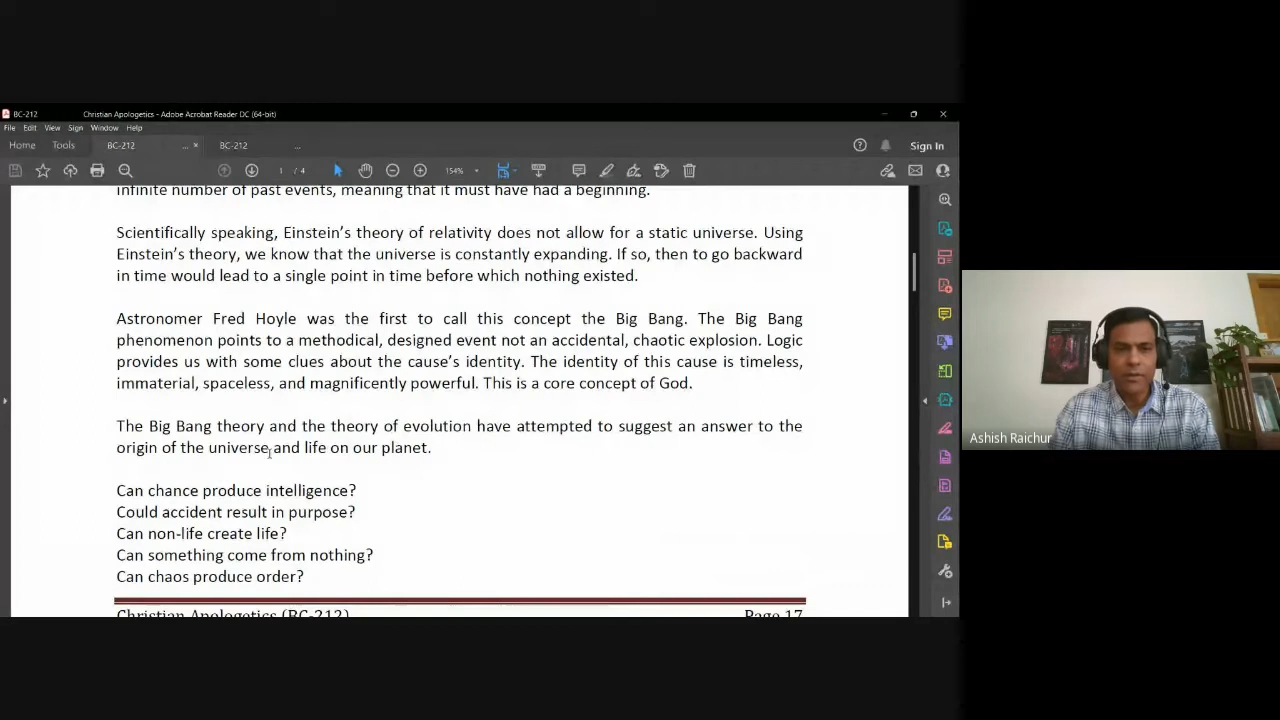 BC-212 Christian Apologetics - Adobe Acrobat Reader DC (64-bit)
File Edit View Sign Window Help
Home Tools BC-212 ... × BC-212 ... Sign In
1 / 4 154%
infinite number of past events, meaning that it must have had a beginning.
Scientifically speaking, Einstein’s theory of relativity does not allow for a static universe. Using
Einstein’s theory, we know that the universe is constantly expanding. If so, then to go backward
in time would lead to a single point in time before which nothing existed.
Astronomer Fred Hoyle was the first to call this concept the Big Bang. The Big Bang
phenomenon points to a methodical, designed event not an accidental, chaotic explosion. Logic
provides us with some clues about the cause’s identity. The identity of this cause is timeless,
immaterial, spaceless, and magnificently powerful. This is a core concept of God.
The Big Bang theory and the theory of evolution have attempted to suggest an answer to the
origin of the universe and life on our planet.
Can chance produce intelligence?
Could accident result in purpose?
Can non-life create life?
Can something come from nothing?
Can chaos produce order?
Christian Apologetics (BC-212) Page 17
Ashish Raichur